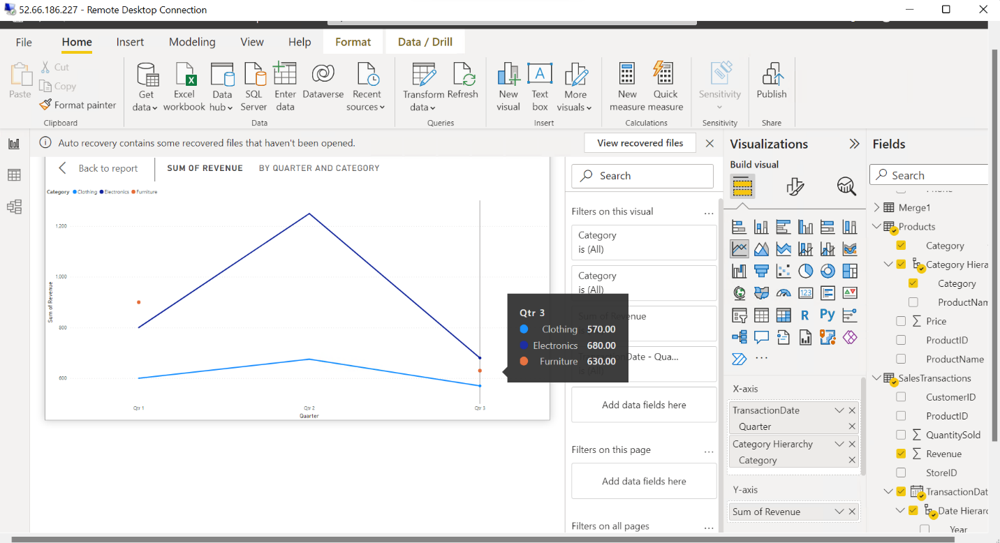 52.66.186.227 - Remote Desktop Connection
File Home Insert Modeling View Help Format Data / Drill
Paste
Cut
Copy
Format painter
Clipboard
Get data
Excel workbook
Data hub
SQL Server
Enter data
Dataverse
Recent sources
Data
Transform data
Refresh
Queries
New visual
Text box
More visuals
Insert
New measure
Quick measure
Calculations
Sensitivity
Sensitivity
Publish
Share
Auto recovery contains some recovered files that haven't been opened.
View recovered files
Back to report
SUM OF REVENUE BY QUARTER AND CATEGORY
Category Clothing Electronics Furniture
1,200
1,000
800
600
Sum of Revenue
Qtr 1 Qtr 2 Qtr 3
Quarter
Qtr 3
Clothing 570.00
Electronics 680.00
Furniture 630.00
Search
Filters on this visual ...
Category
is (All)
Category
is (All)
Sum of Revenue
TransactionDate - Qua...
is (All)
Add data fields here
Filters on this page ...
Add data fields here
Filters on all pages ...
Visualizations
Build visual
123
R
Py
...
X-axis
TransactionDate
Quarter
Category Hierarchy
Category
Y-axis
Sum of Revenue
Fields
Search
Merge1
Products
Category
Category Hiera
Category
ProductNam
Price
ProductID
ProductName
SalesTransactions
CustomerID
ProductID
QuantitySold
Revenue
StoreID
TransactionDat
Date Hierarc
Year